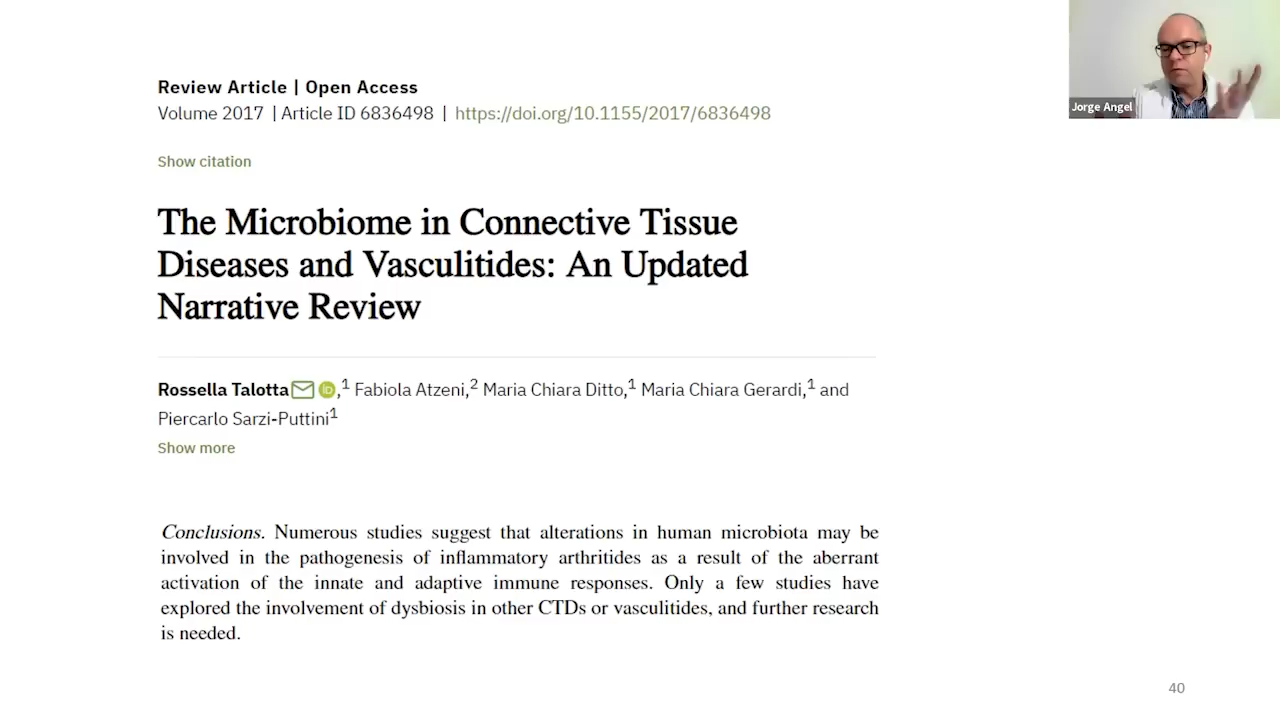 Review Article | Open Access
Volume 2017 | Article ID 6836498 | https://doi.org/10.1155/2017/6836498
Show citation
The Microbiome in Connective Tissue
Diseases and Vasculitides: An Updated
Narrative Review
Rossella Talotta iD,1 Fabiola Atzeni,2 Maria Chiara Ditto,1 Maria Chiara Gerardi,1 and
Piercarlo Sarzi-Puttini1
Show more
Conclusions. Numerous studies suggest that alterations in human microbiota may be
involved in the pathogenesis of inflammatory arthritides as a result of the aberrant
activation of the innate and adaptive immune responses. Only a few studies have
explored the involvement of dysbiosis in other CTDs or vasculitides, and further research
is needed.
Jorge Angel
40